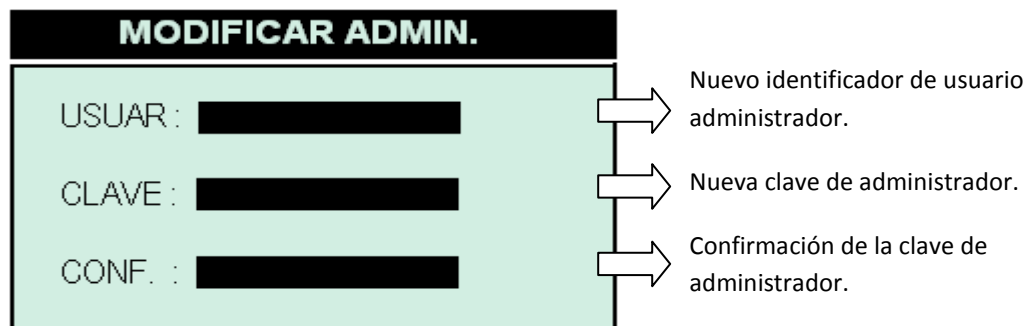 MODIFICAR ADMIN.
USUAR :
Nuevo identificador de usuario
administrador.
CLAVE :
Nueva clave de administrador.
CONF. :
Confirmación de la clave de
administrador.